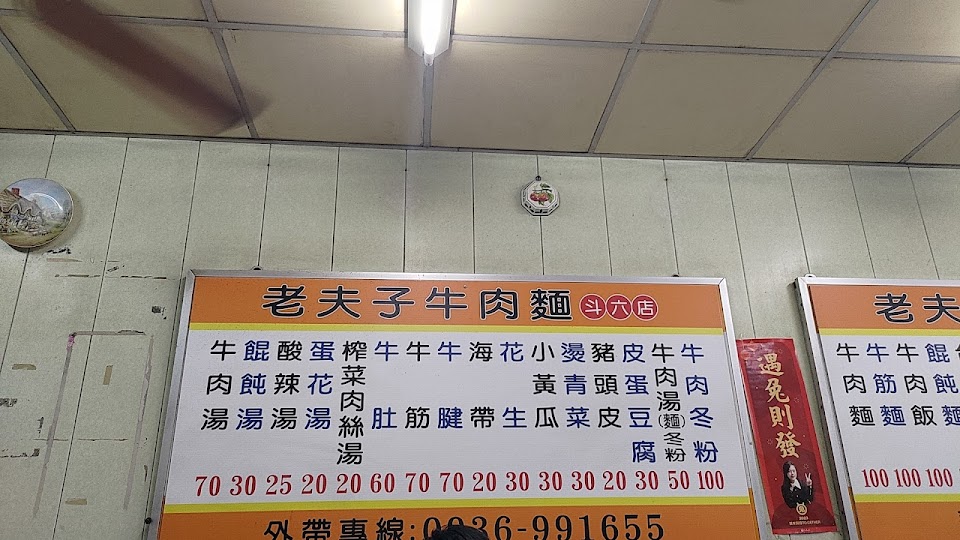 老夫子牛肉麵 斗六店
牛肉湯 70
餛飩湯 30
酸辣湯 25
蛋花湯 20
榨菜肉絲湯 20
牛肚 60
牛筋 70
牛腱 70
海帶 20
花生 30
小黃瓜 30
燙青菜 30
豬頭皮 20
皮蛋豆腐 30
牛肉湯(麵)冬粉 50
牛肉冬粉 100
外帶專線:0936-991655
遇兔則發
老夫
牛肉麵 100
牛筋麵 100
牛肉飯 100
餛飩麵